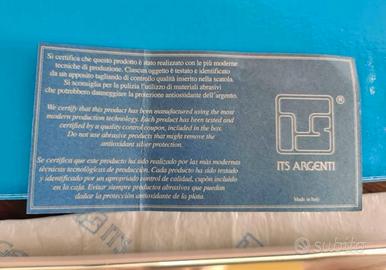 Si certifica che questo prodotto è stato realizzato con le più moderne
tecniche di produzione. Ciascun oggetto è testato e identificato
da un apposito tagliando di controllo qualità inserito nella scatola.
Si sconsiglia per la pulizia l'utilizzo di materiali abrasivi
che potrebbero danneggiare la protezione antiossidante dell'argento.
We certify that this product has been manufactured using the most
modern production technology. Each product has been tested and
certified by a quality control coupon, included in the box.
Do not use abrasive products that might remove the
antioxidant silver protection.
Se certifica que este producto ha sido realizado por las más modernas
técnicas tecnológicas de producción. Cada producto ha sido testado
y identificado por un apropriado control de calidad, cupón incluido
en la caja. Evitar siempre productos abrasivos que puedan
dañar la protección antioxidante de la plata.
®
ITS ARGENTI
Made in Italy
ITS
subito